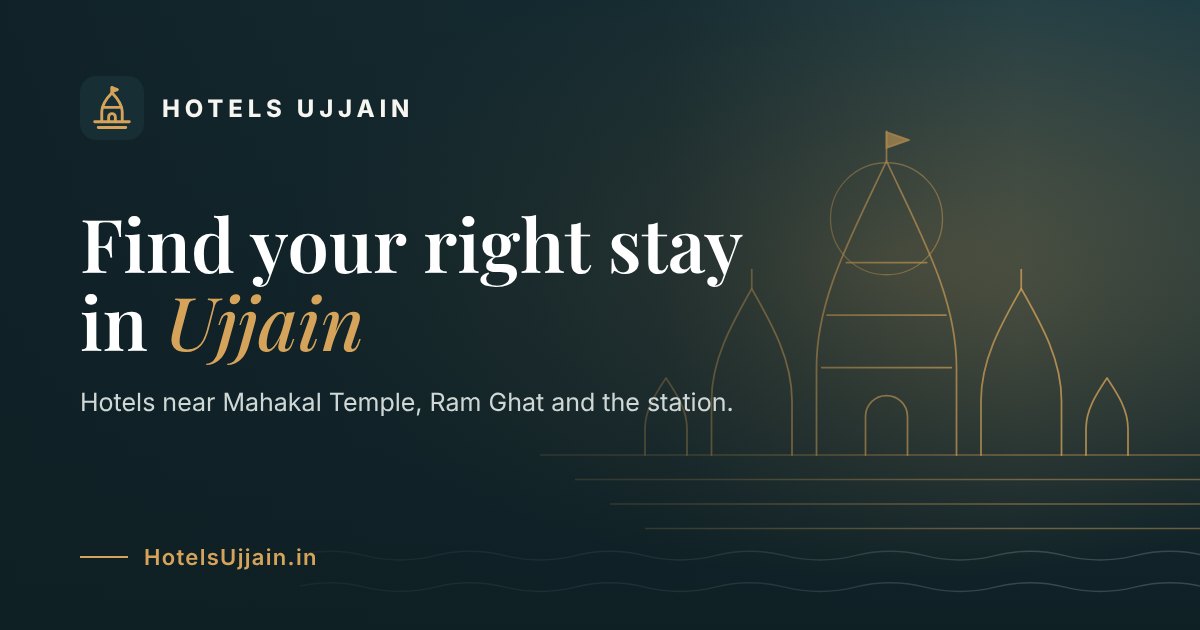 HOTELS UJJAIN
Find your right stay
in Ujjain
Hotels near Mahakal Temple, Ram Ghat and the station.
HotelsUjjain.in